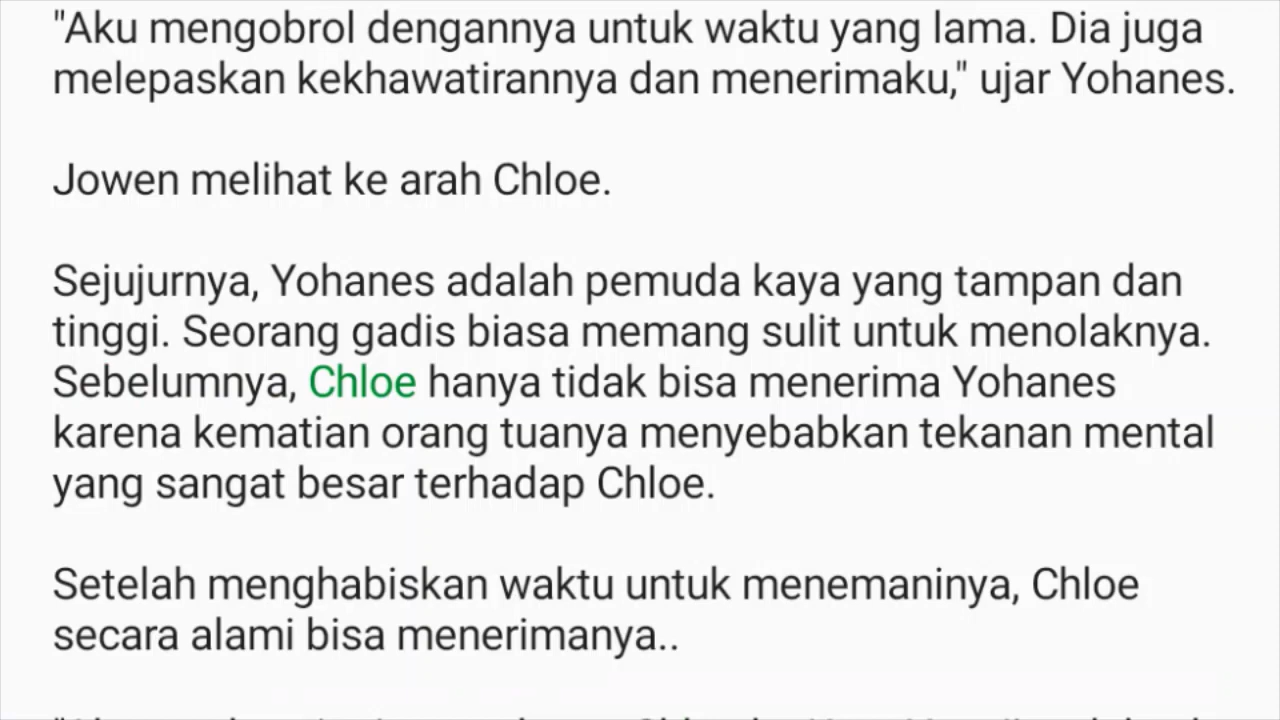 "Aku mengobrol dengannya untuk waktu yang lama. Dia juga
melepaskan kekhawatirannya dan menerimaku," ujar Yohanes.
Jowen melihat ke arah Chloe.
Sejujurnya, Yohanes adalah pemuda kaya yang tampan dan
tinggi. Seorang gadis biasa memang sulit untuk menolaknya.
Sebelumnya, Chloe hanya tidak bisa menerima Yohanes
karena kematian orang tuanya menyebabkan tekanan mental
yang sangat besar terhadap Chloe.
Setelah menghabiskan waktu untuk menemaninya, Chloe
secara alami bisa menerimanya..